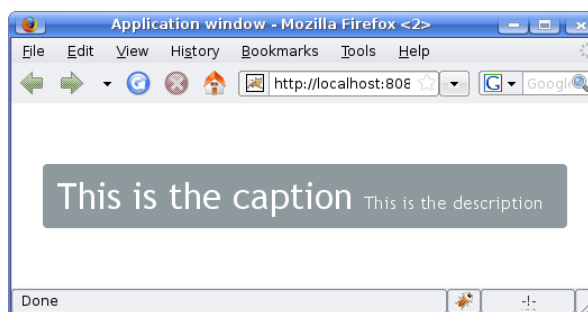 Application window - Mozilla Firefox <2>
File Edit View History Bookmarks Tools Help
http://localhost:808 G Google
This is the caption This is the description
Done -!-